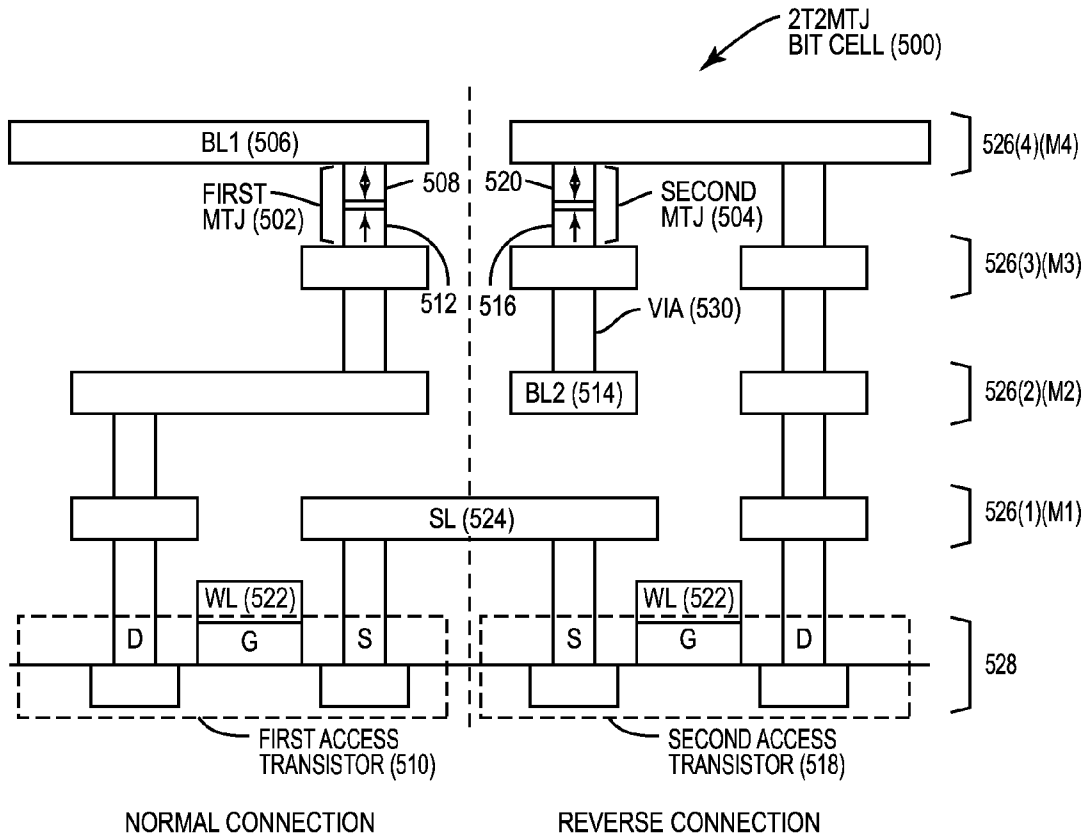 2T2MTJ
BIT CELL (500)
BL1 (506)
526(4)(M4)
FIRST
MTJ (502)
508
520
SECOND
MTJ (504)
512
516
526(3)(M3)
VIA (530)
BL2 (514)
526(2)(M2)
SL (524)
526(1)(M1)
WL (522)
WL (522)
D
G
S
S
G
D
528
FIRST ACCESS
TRANSISTOR (510)
SECOND ACCESS
TRANSISTOR (518)
NORMAL CONNECTION
REVERSE CONNECTION